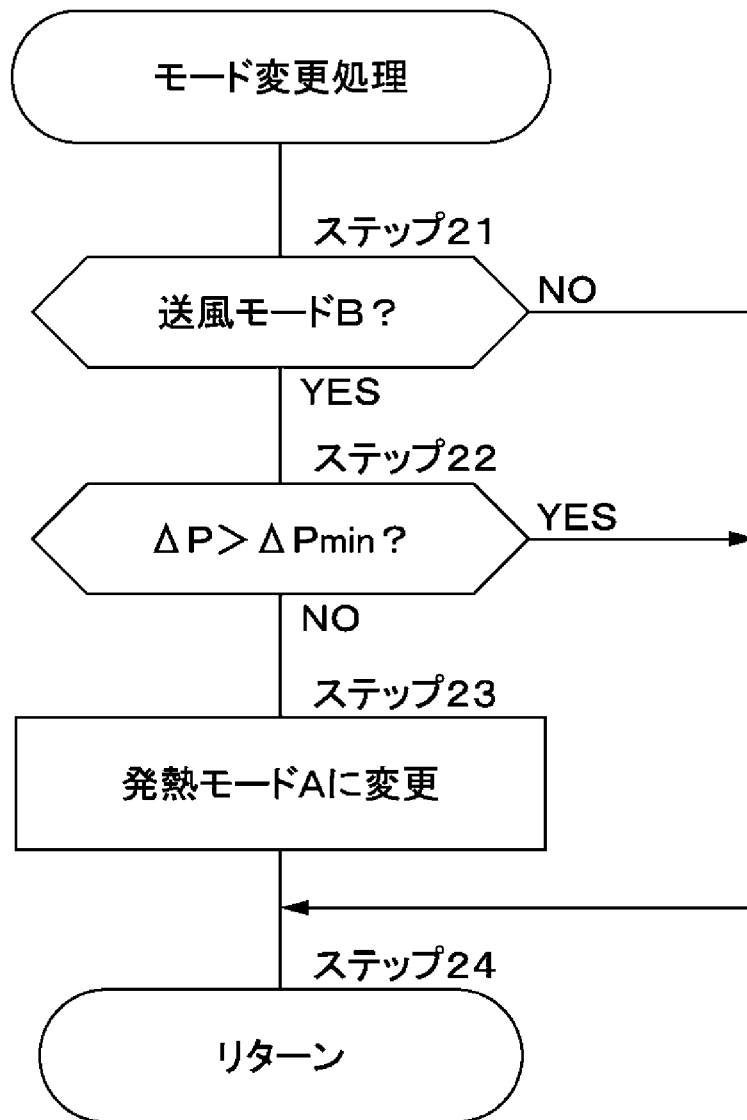 モード変更処理
ステップ21
送風モードB?
NO
YES
ステップ22
ΔP>ΔPmin?
YES
NO
ステップ23
発熱モードAに変更
ステップ24
リターン